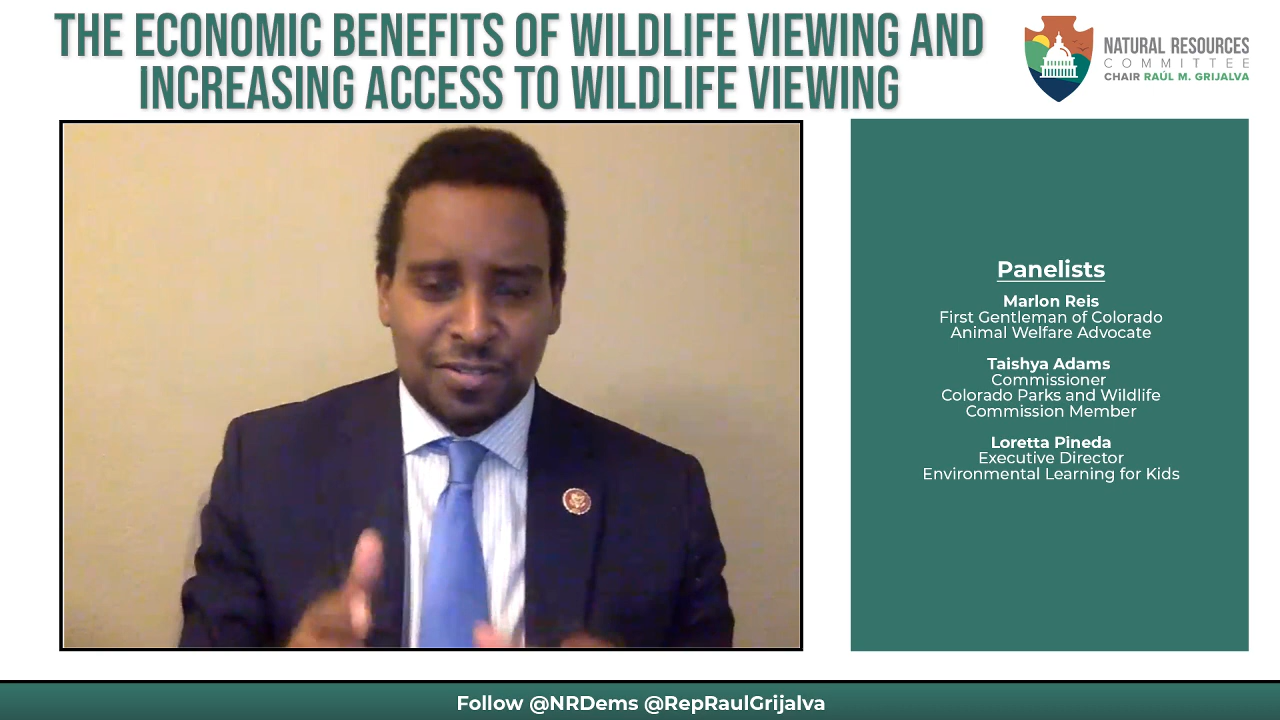 THE ECONOMIC BENEFITS OF WILDLIFE VIEWING AND
INCREASING ACCESS TO WILDLIFE VIEWING
NATURAL RESOURCES
COMMITTEE
CHAIR RAÚL M. GRIJALVA
Panelists
Marlon Reis
First Gentleman of Colorado
Animal Welfare Advocate
Taishya Adams
Commissioner
Colorado Parks and Wildlife
Commission Member
Loretta Pineda
Executive Director
Environmental Learning for Kids
Follow @NRDems @RepRaulGrijalva